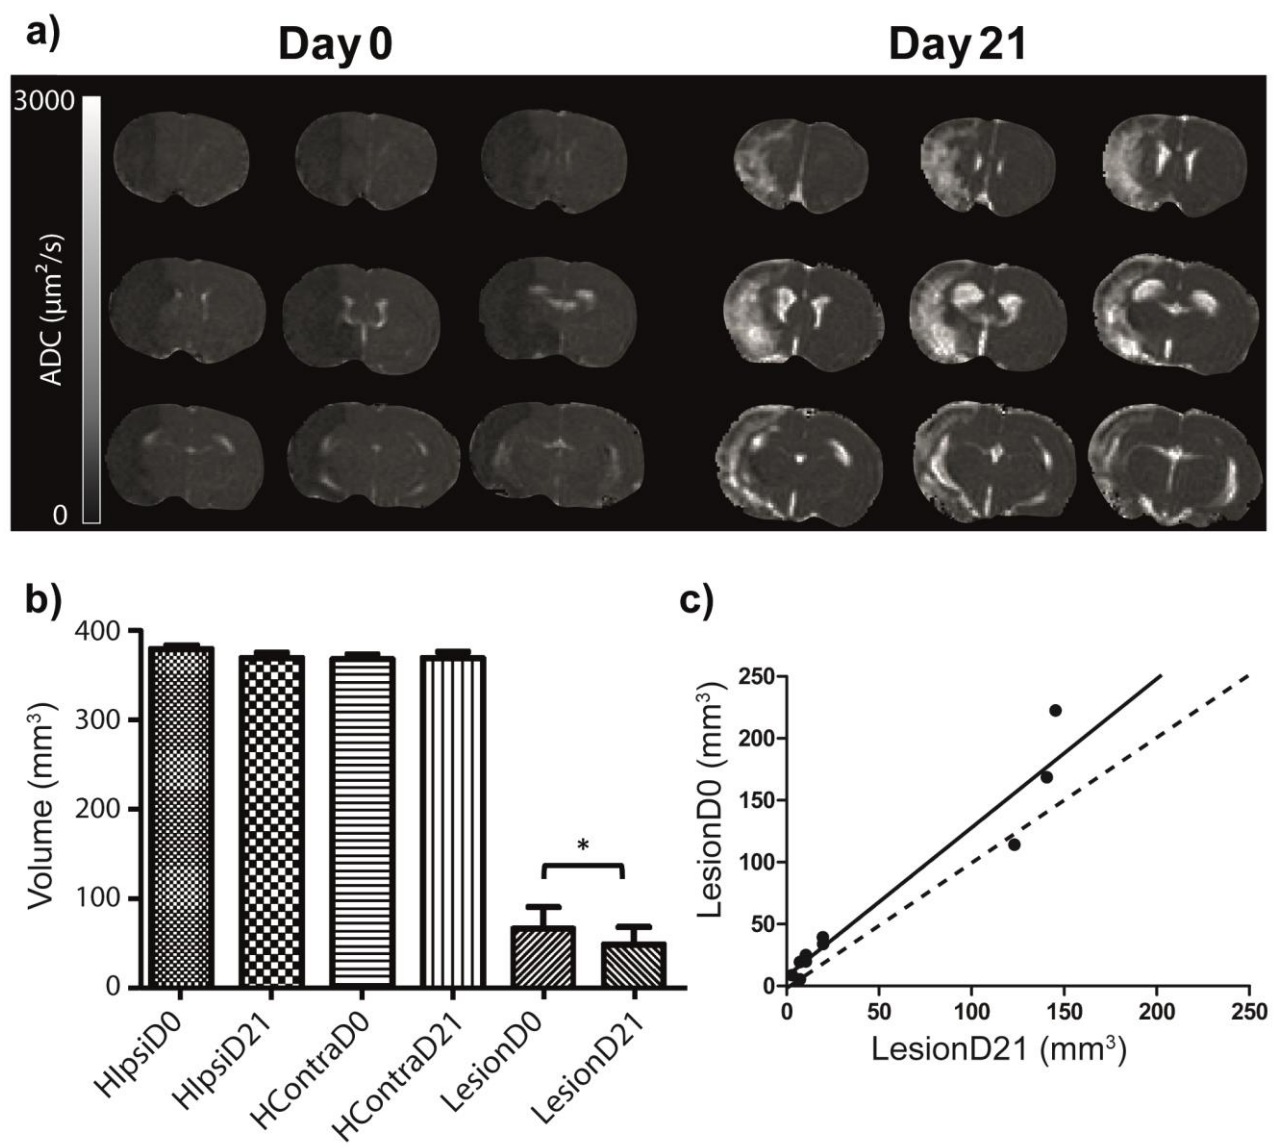 a)
Day 0
Day 21
3000
ADC (μm²/s)
0
b)
400
300
200
100
0
Volume (mm³)
*
HIpsiD0
HIpsiD21
HContraD0
HContraD21
LesionD0
LesionD21
c)
250
200
150
100
50
0
LesionD0 (mm³)
0 50 100 150 200 250
LesionD21 (mm³)